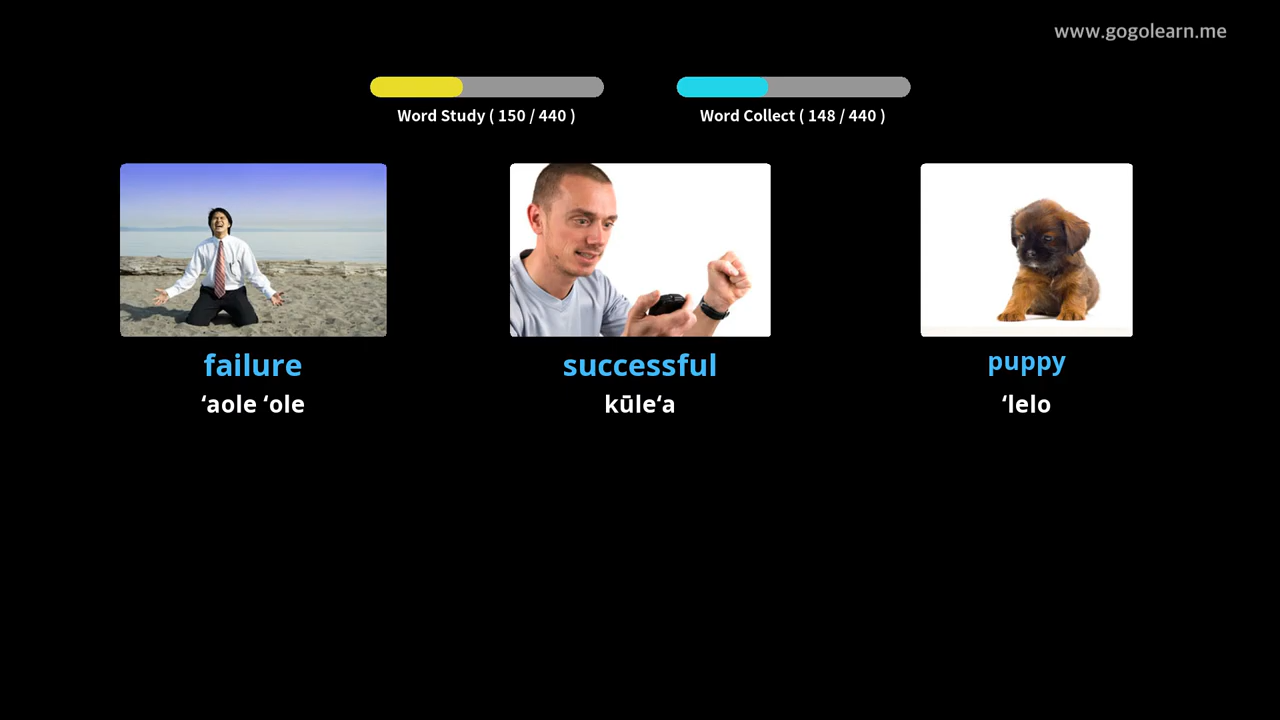 www.gogolearn.me
Word Study ( 150 / 440 )
Word Collect ( 148 / 440 )
failure
ʻaole ʻole
successful
kūleʻa
puppy
ʻlelo